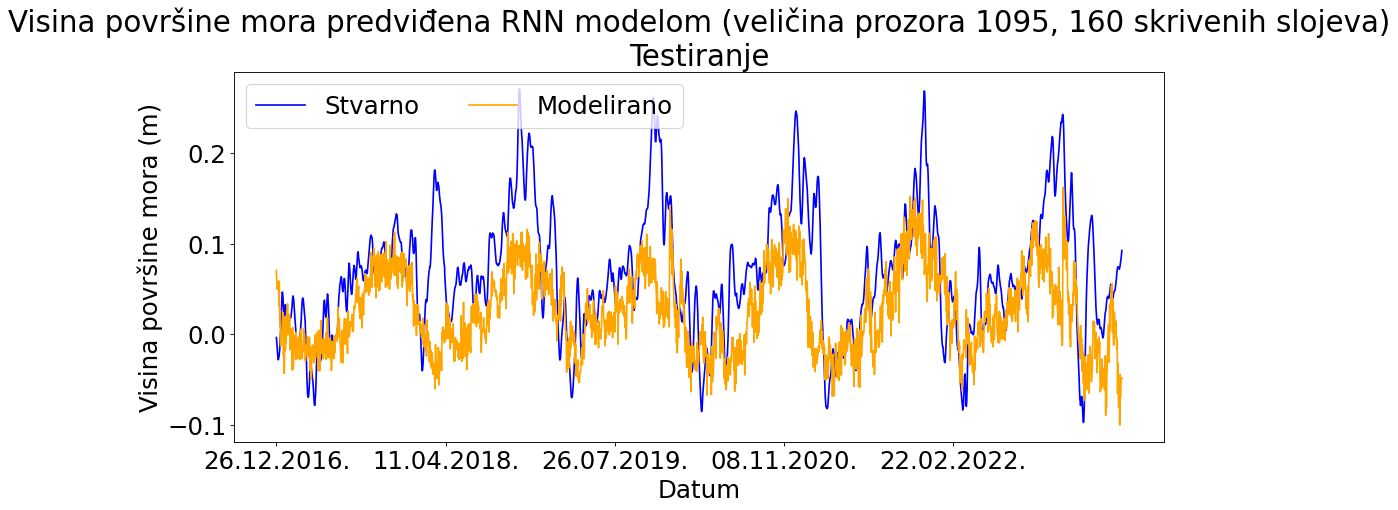 Visina površine mora predviđena RNN modelom (veličina prozora 1095, 160 skrivenih slojeva)
Testiranje
Stvarno
Modelirano
Visina površine mora (m)
0.2
0.1
0.0
−0.1
26.12.2016.
11.04.2018.
26.07.2019.
08.11.2020.
22.02.2022.
Datum